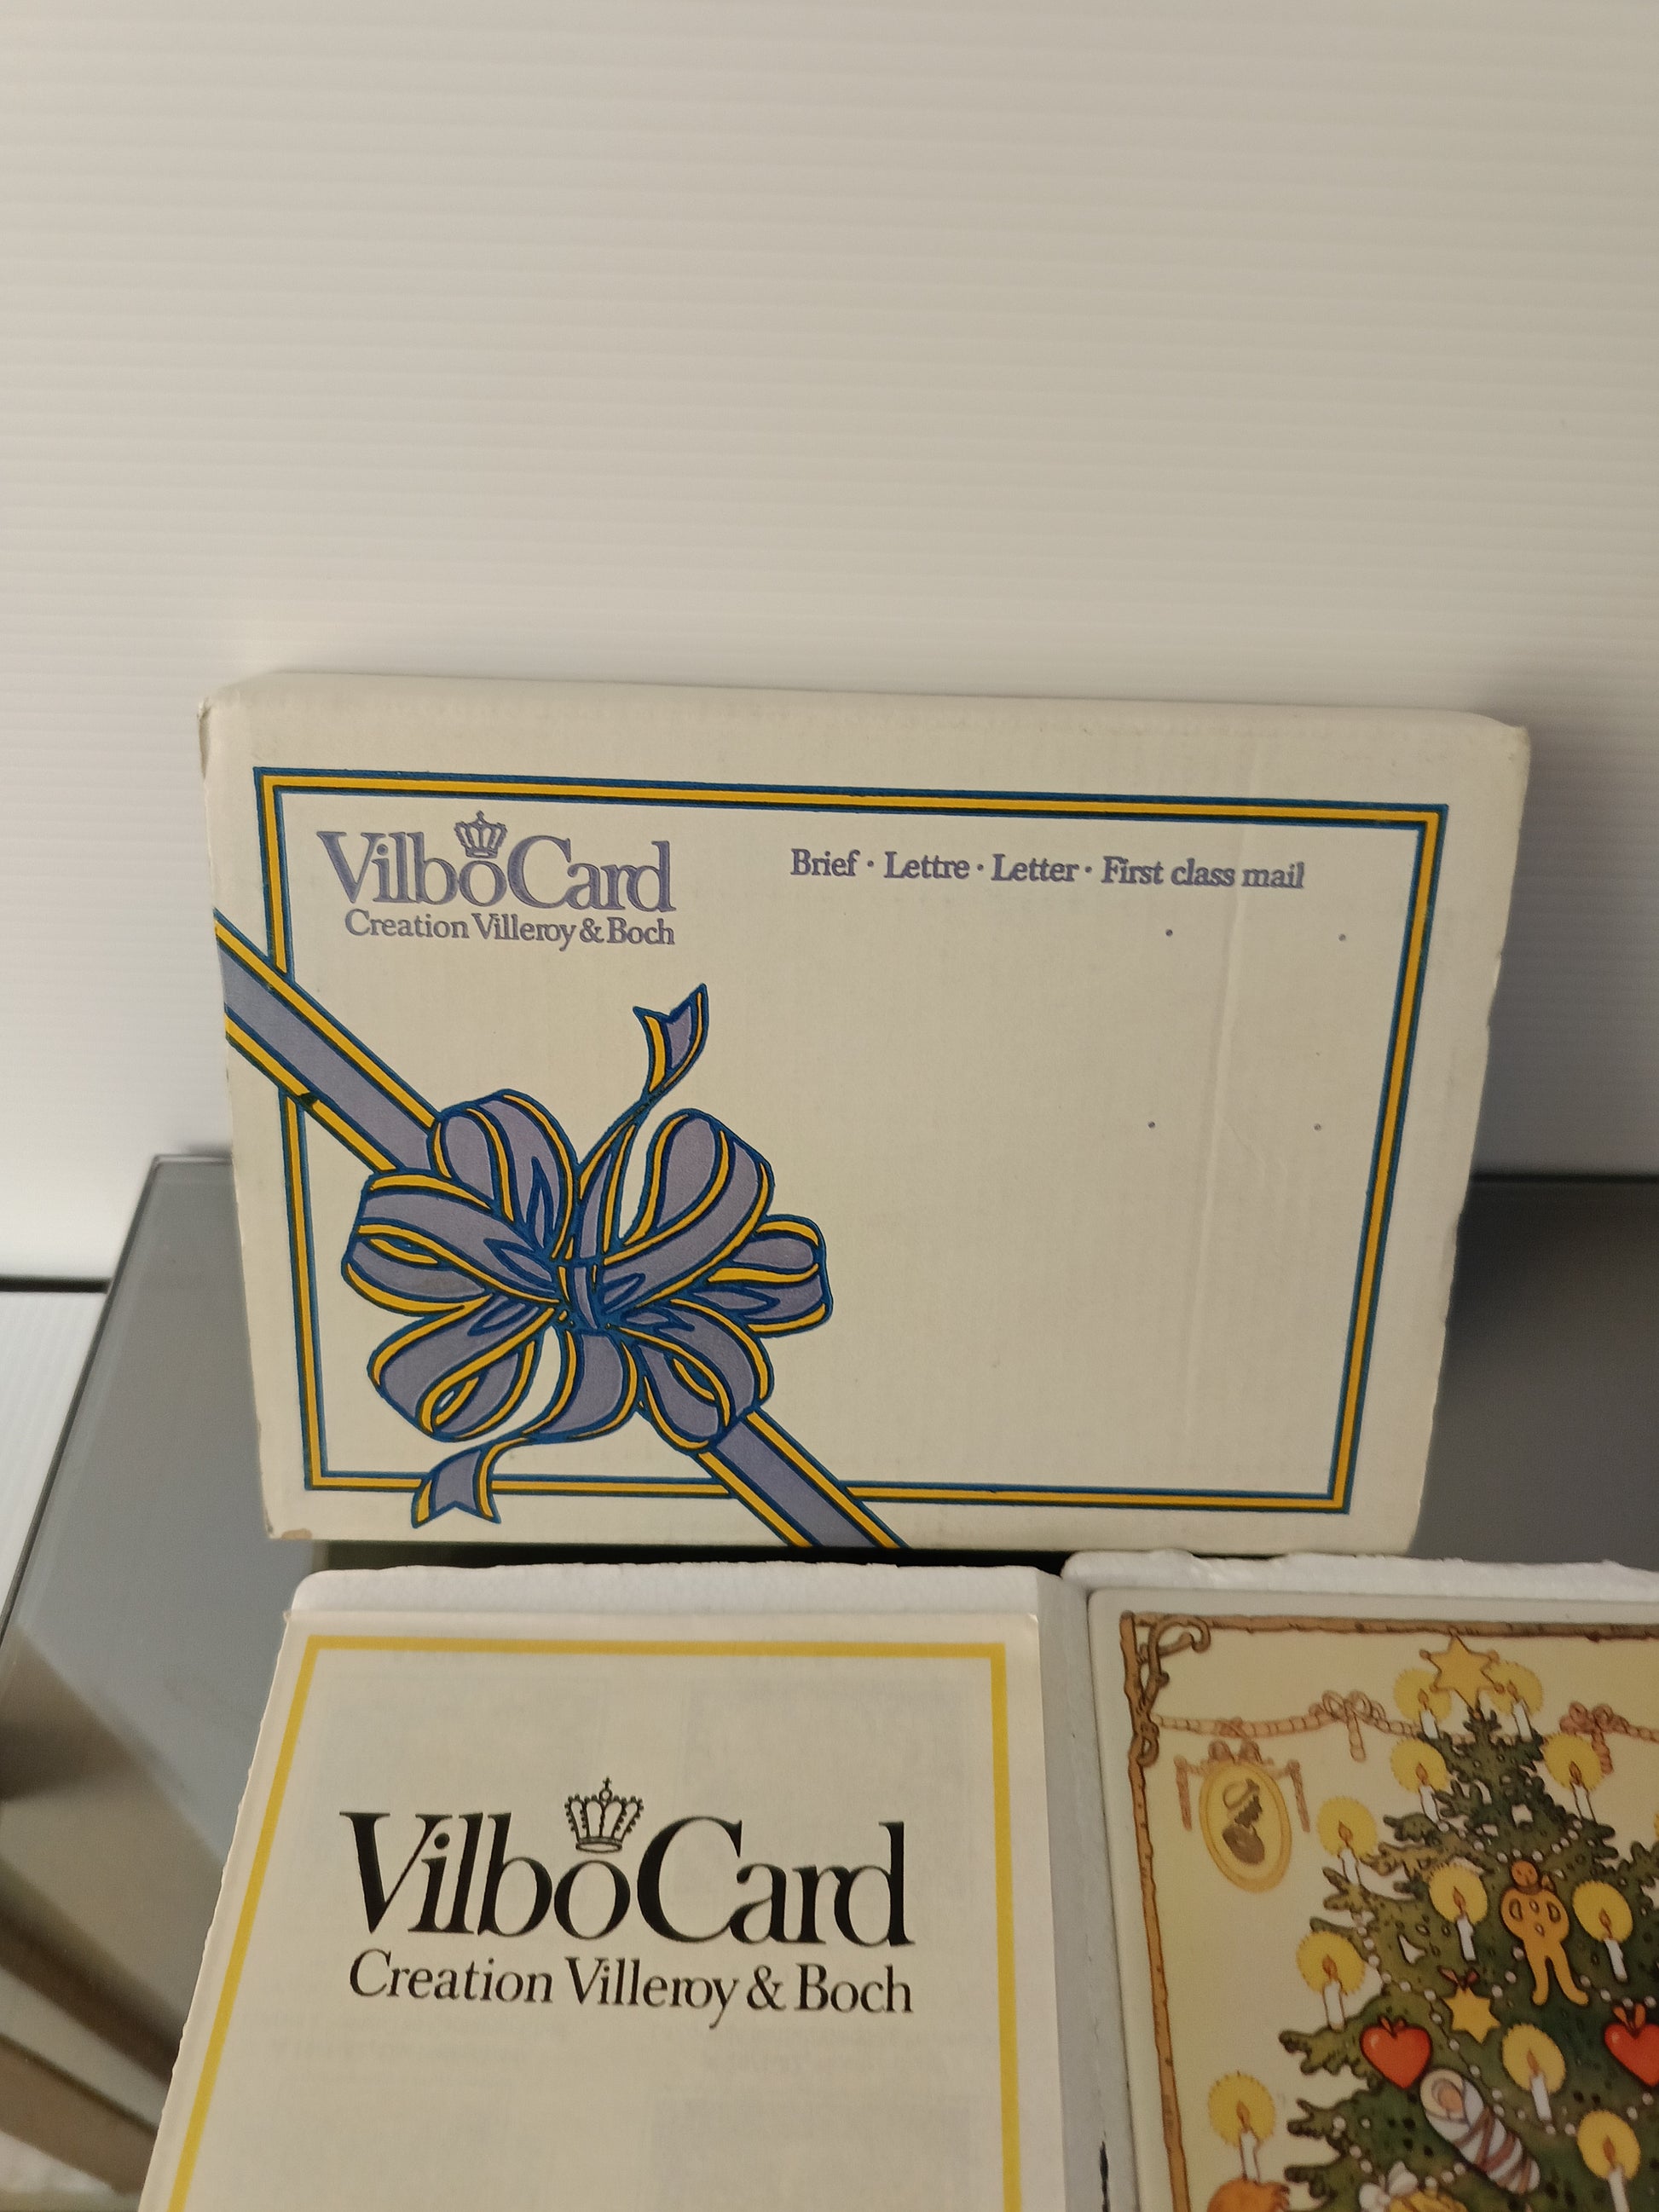 VilboCard
Creation Villeroy & Boch
Brief · Lettre · Letter · First class mail
VilboCard
Creation Villeroy & Boch